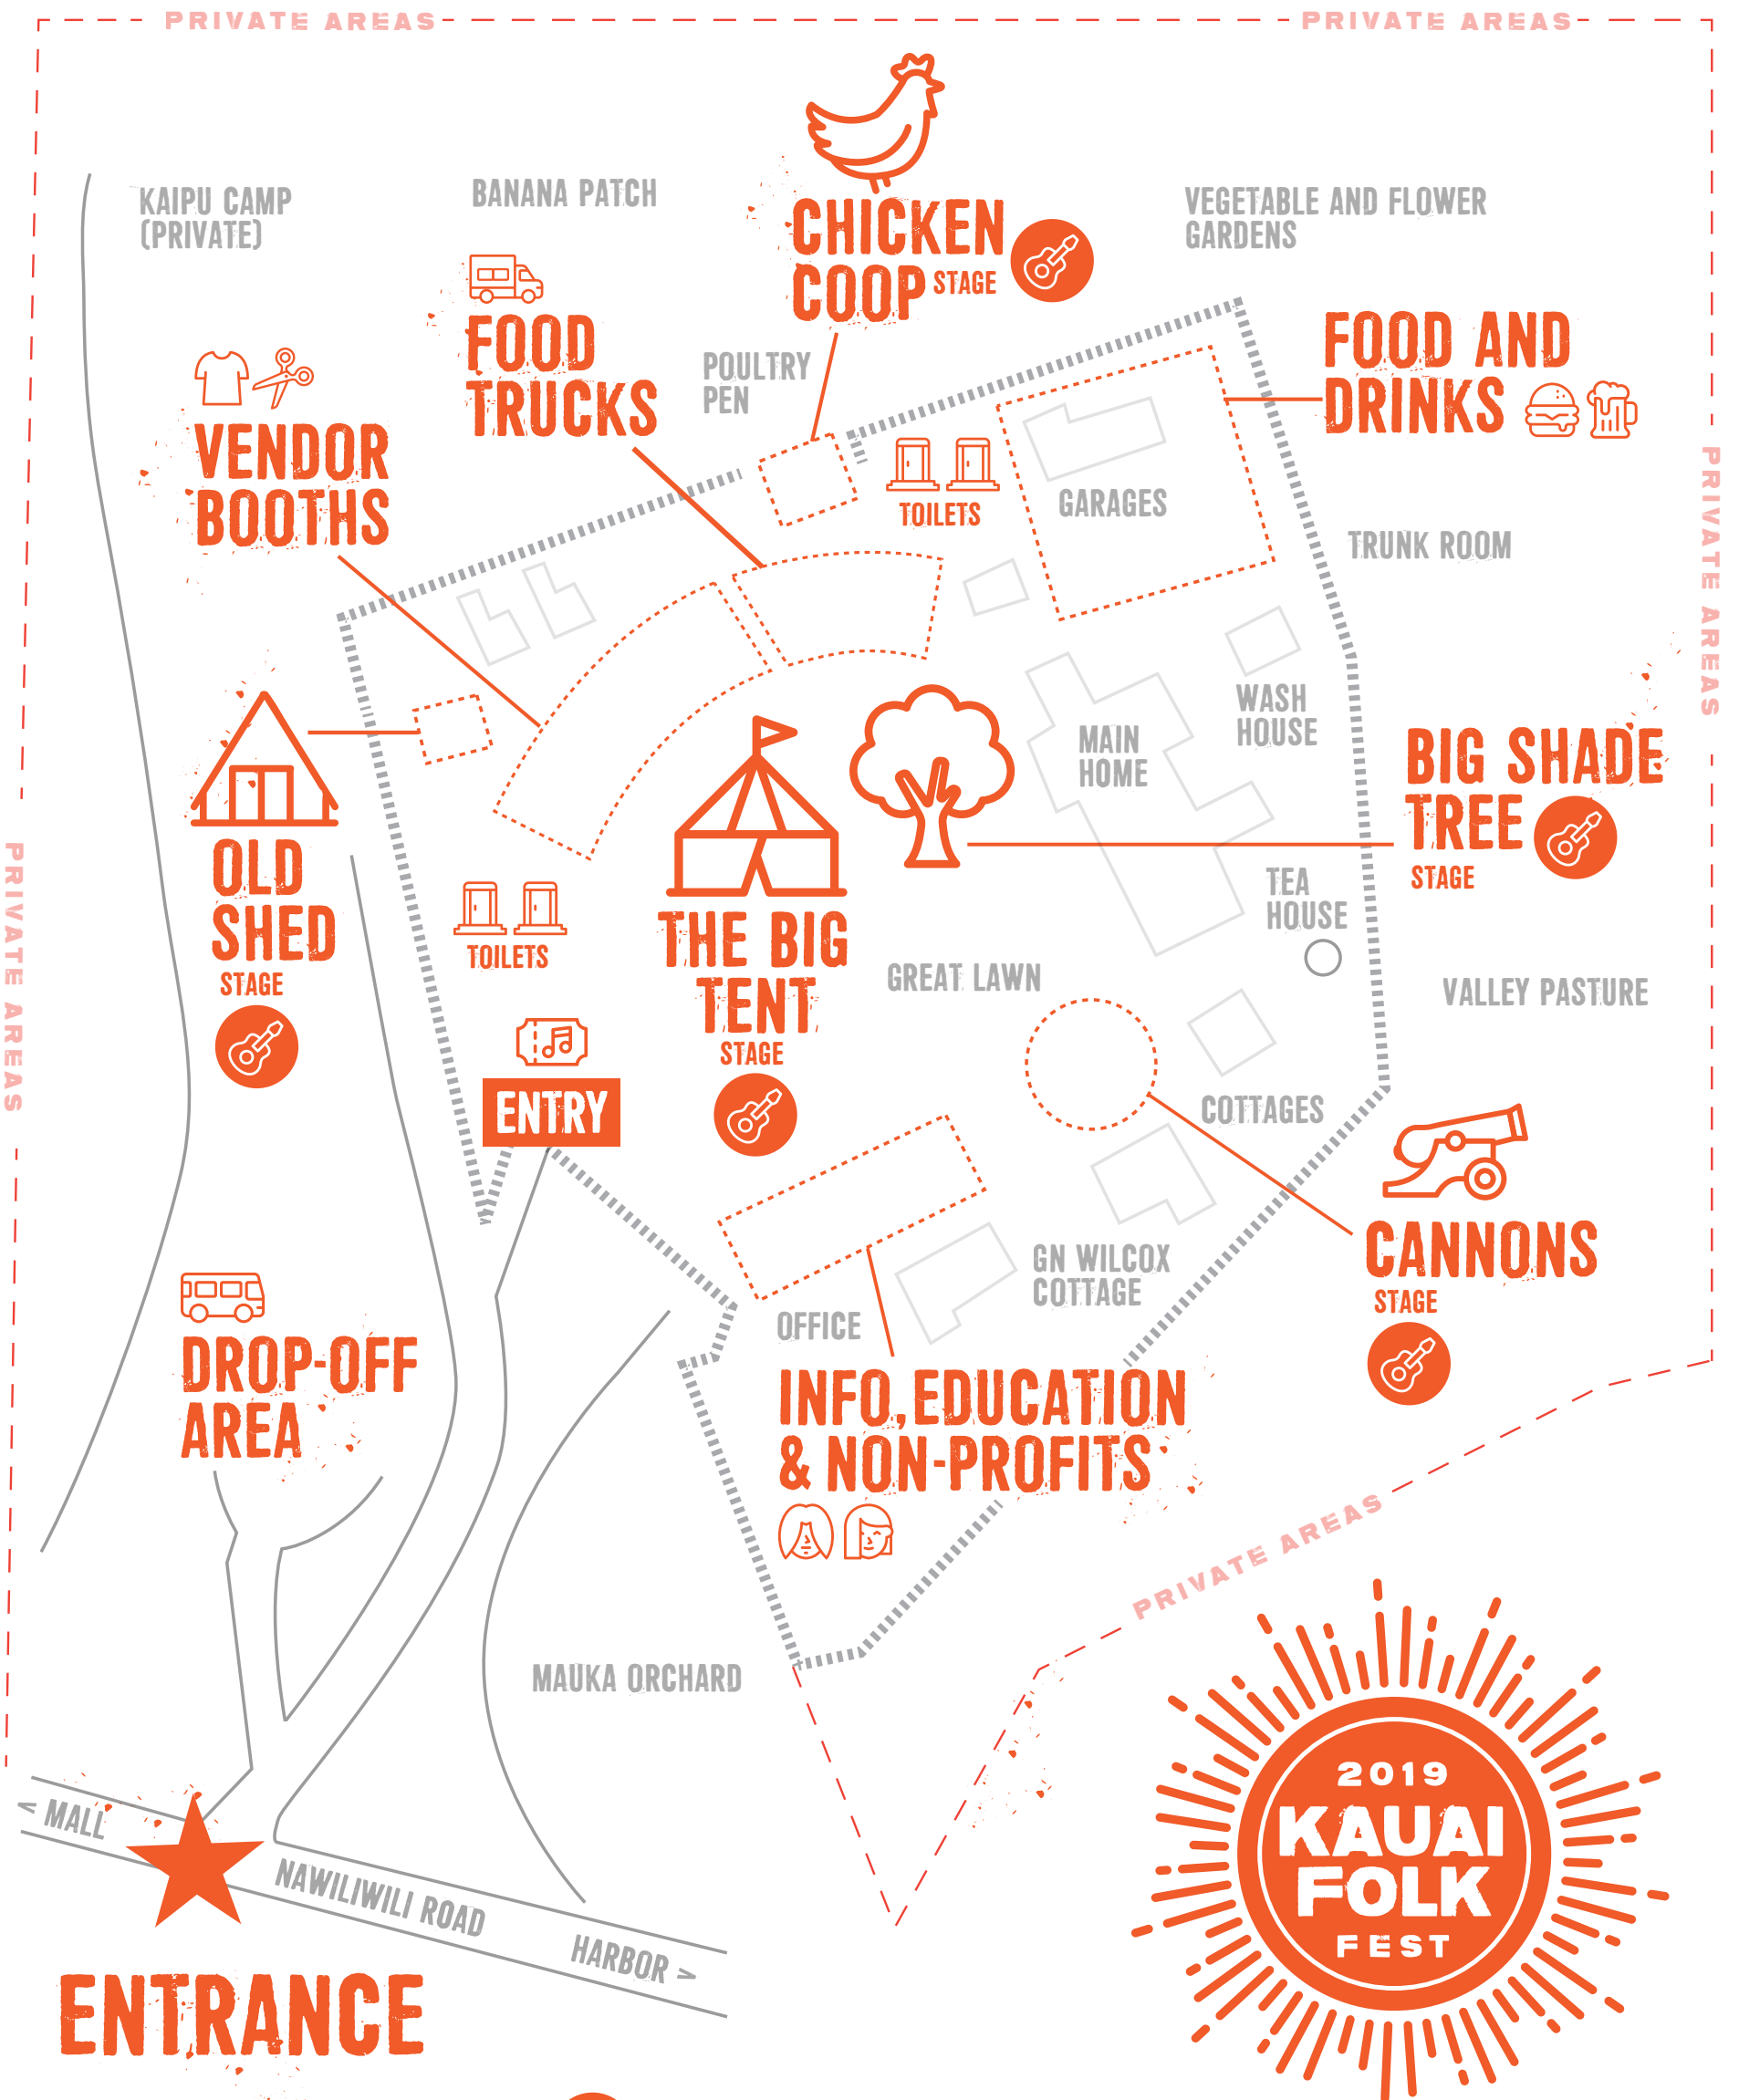 PRIVATE AREAS
PRIVATE AREAS
KAIPU CAMP
(PRIVATE)
BANANA PATCH
CHICKEN
COOP STAGE
VEGETABLE AND FLOWER
GARDENS
FOOD
TRUCKS
POULTRY
PEN
FOOD AND
DRINKS
VENDOR
BOOTHS
TOILETS
GARAGES
TRUNK ROOM
PRIVATE AREAS
WASH
HOUSE
MAIN
HOME
BIG SHADE
TREE
STAGE
PRIVATE AREAS
OLD
SHED
STAGE
TOILETS
THE BIG
TENT
STAGE
GREAT LAWN
TEA
HOUSE
VALLEY PASTURE
ENTRY
COTTAGES
CANNONS
STAGE
GN WILCOX
COTTAGE
OFFICE
DROP-OFF
AREA
INFO, EDUCATION
& NON-PROFITS
PRIVATE AREAS
MAUKA ORCHARD
< MALL
NAWILIWILI ROAD
HARBOR >
ENTRANCE
2019
KAUAI
FOLK
FEST